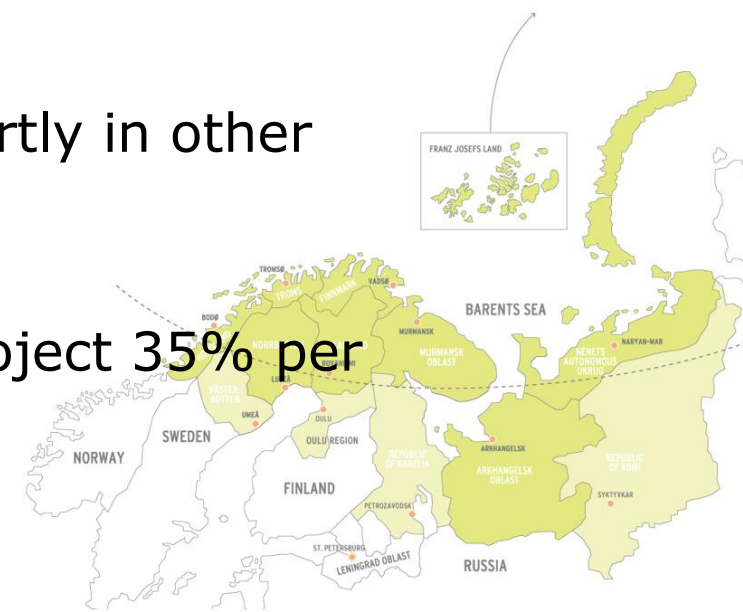 rtly in other
FRANZ JOSEFS LAND
TROMSØ
TROMS
FINNMARK
VADSØ
BODØ
BARENTS SEA
oject 35% per
MURMANSK
MURMANSK
OBLAST
NARYAN-MAR
NENETS
AUTONOMOUS
OKRUG
VÄSTER-
BOTTEN
UMEÅ
OULU
OULU REGION
NORWAY
SWEDEN
FINLAND
REPUBLIC
OF KARELIA
ARKHANGELSK
ARKHANGELSK
OBLAST
REPUBLIC
OF KOMI
SYKTYVKAR
PETROZAVODSK
ST. PETERSBURG
LENINGRAD OBLAST
RUSSIA